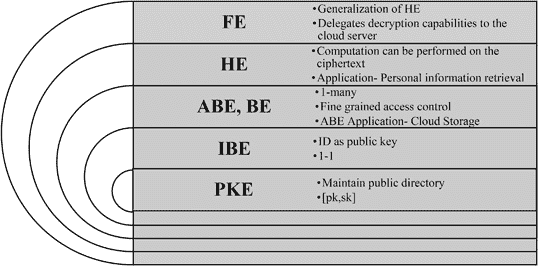 FE
•Generalization of HE
•Delegates decryption capabilities to the
cloud server
HE
•Computation can be performed on the
ciphertext
•Application- Personal information retrieval
ABE, BE
•1-many
•Fine grained access control
•ABE Application- Cloud Storage
IBE
•ID as public key
•1-1
PKE
•Maintain public directory
•[pk,sk]